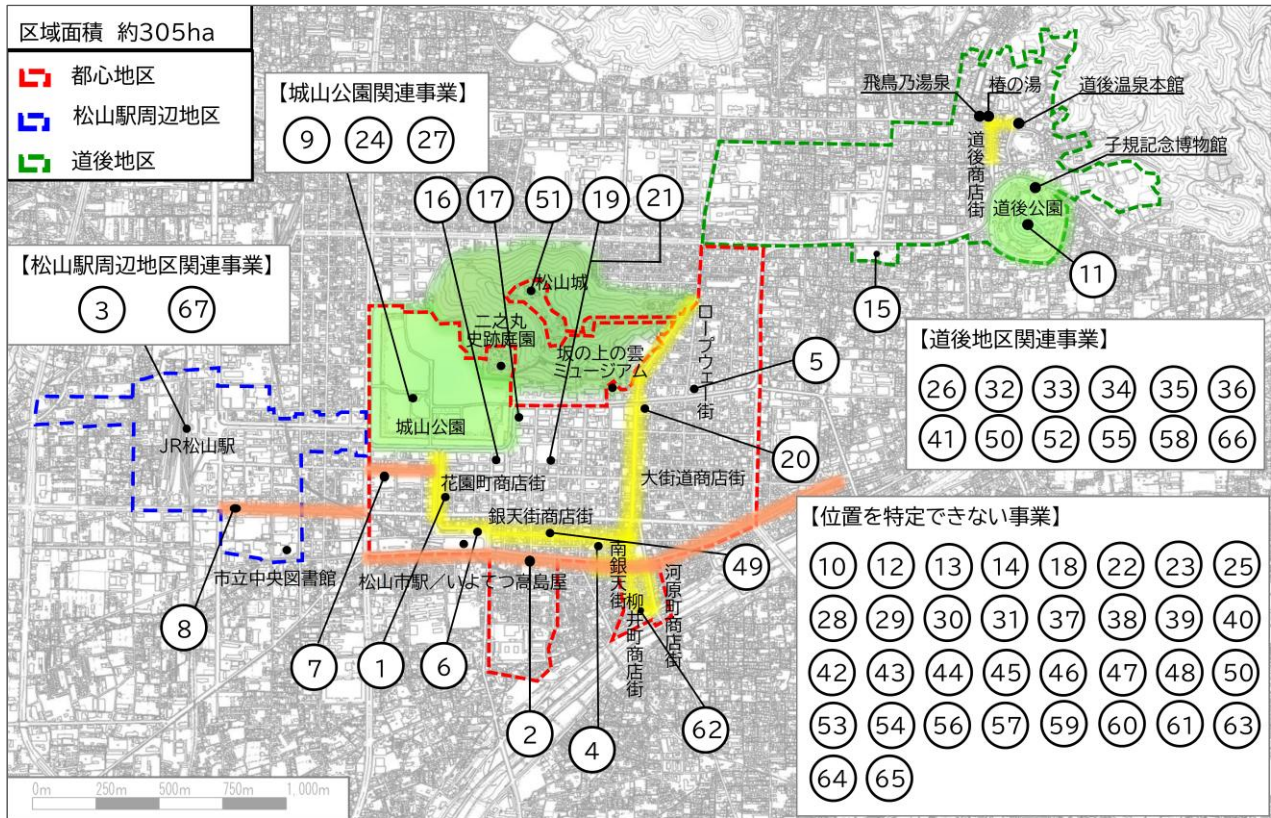 区域面積 約305ha
都心地区
松山駅周辺地区
道後地区
【城山公園関連事業】
9 24 27
【松山駅周辺地区関連事業】
3 67
16 17 51 19 21
飛鳥乃湯泉
椿の湯
道後温泉本館
道後商店街
子規記念博物館
道後公園
11
15
松山城
二之丸
史跡庭園
坂の上の雲
ミュージアム
ロープウエー街
5
城山公園
JR松山駅
20
花園町商店街
大街道商店街
銀天街商店街
49
市立中央図書館
松山市駅／いよてつ高島屋
南銀天街
柳井町商店街
河原町商店街
8
7
1
6
2
4
62
【道後地区関連事業】
26 32 33 34 35 36
41 50 52 55 58 66
【位置を特定できない事業】
10 12 13 14 18 22 23 25
28 29 30 31 37 38 39 40
42 43 44 45 46 47 48 50
53 54 56 57 59 60 61 63
64 65
0m 250m 500m 750m 1,000m